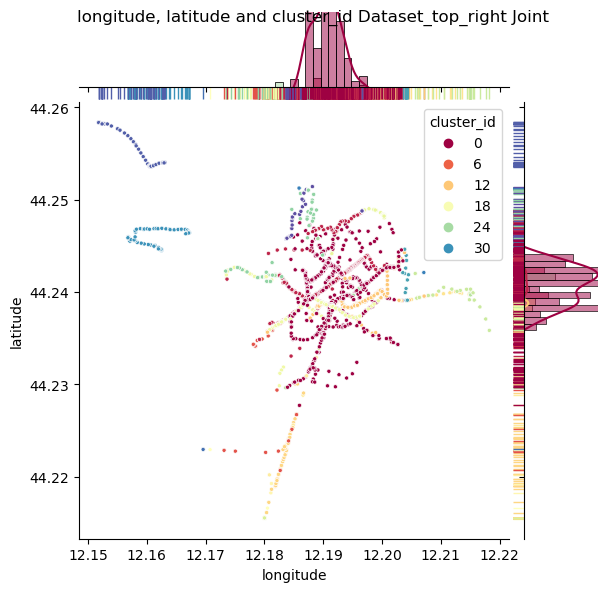 longitude, latitude and cluster_id Dataset_top_right Joint
44.26
44.25
44.24
44.23
44.22
latitude
cluster_id
0
6
12
18
24
30
12.15 12.16 12.17 12.18 12.19 12.20 12.21 12.22
longitude